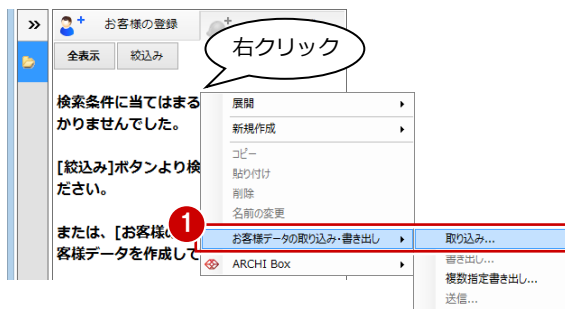 »
お客様の登録
全表示 絞込み
右クリック
検索条件に当てはまる
かりませんでした。
[絞込み]ボタンより検
ださい。
または、[お客様の
客様データを作成して
展開
新規作成
コピー
貼り付け
削除
名前の変更
1
お客様データの取り込み・書き出し
ARCHI Box
取り込み...
書き出し...
複数指定書き出し...
送信...